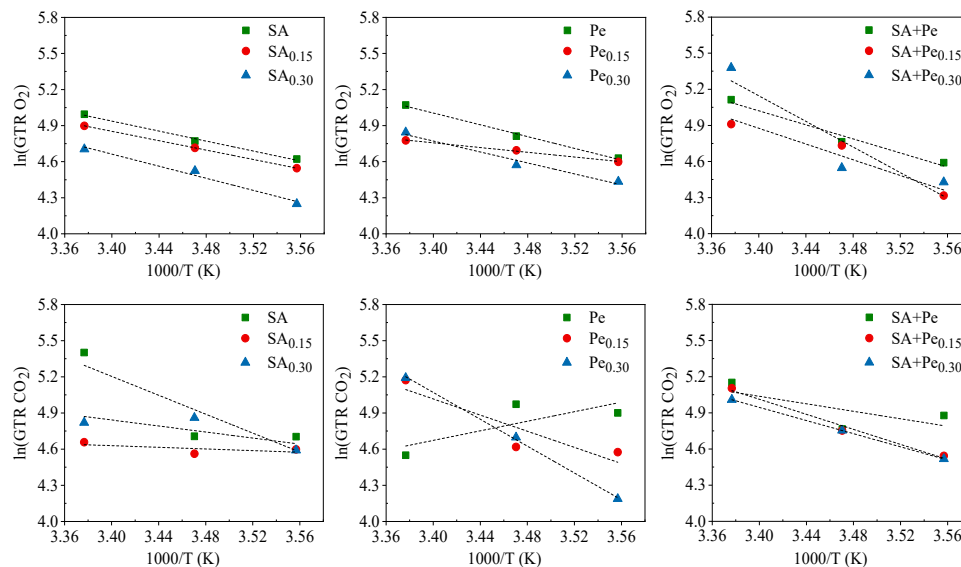 5.8
5.5
5.2
4.9
4.6
4.3
4.0
ln(GTR O2)
SA
SA0.15
SA0.30
3.36 3.40 3.44 3.48 3.52 3.56
1000/T (K)
5.8
5.5
5.2
4.9
4.6
4.3
4.0
ln(GTR O2)
Pe
Pe0.15
Pe0.30
3.36 3.40 3.44 3.48 3.52 3.56
1000/T (K)
5.8
5.5
5.2
4.9
4.6
4.3
4.0
ln(GTR O2)
SA+Pe
SA+Pe0.15
SA+Pe0.30
3.36 3.40 3.44 3.48 3.52 3.56
1000/T (K)
5.8
5.5
5.2
4.9
4.6
4.3
4.0
ln(GTR CO2)
SA
SA0.15
SA0.30
3.36 3.40 3.44 3.48 3.52 3.56
1000/T (K)
5.8
5.5
5.2
4.9
4.6
4.3
4.0
ln(GTR CO2)
Pe
Pe0.15
Pe0.30
3.36 3.40 3.44 3.48 3.52 3.56
1000/T (K)
5.8
5.5
5.2
4.9
4.6
4.3
4.0
ln(GTR CO2)
SA+Pe
SA+Pe0.15
SA+Pe0.30
3.36 3.40 3.44 3.48 3.52 3.56
1000/T (K)